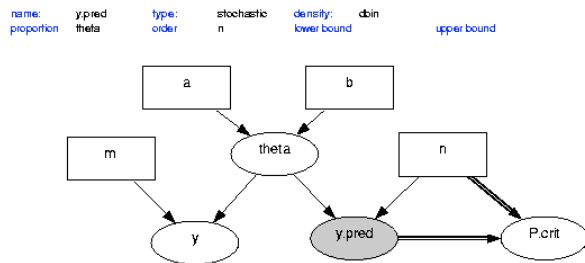 name: y.pred type: stochastic density: dbin
proportion theta order n lower bound upper bound
a b
m theta n
y y.pred P.crit